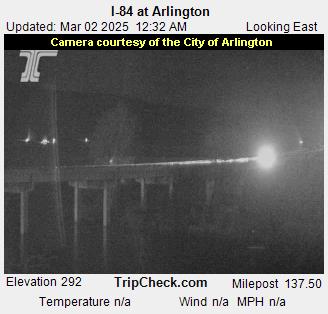 I-84 at Arlington
Updated: Mar 02 2025 12:32 AM Looking East
Camera courtesy of the City of Arlington
Elevation 292 TripCheck.com Milepost 137.50
Temperature n/a Wind n/a MPH n/a